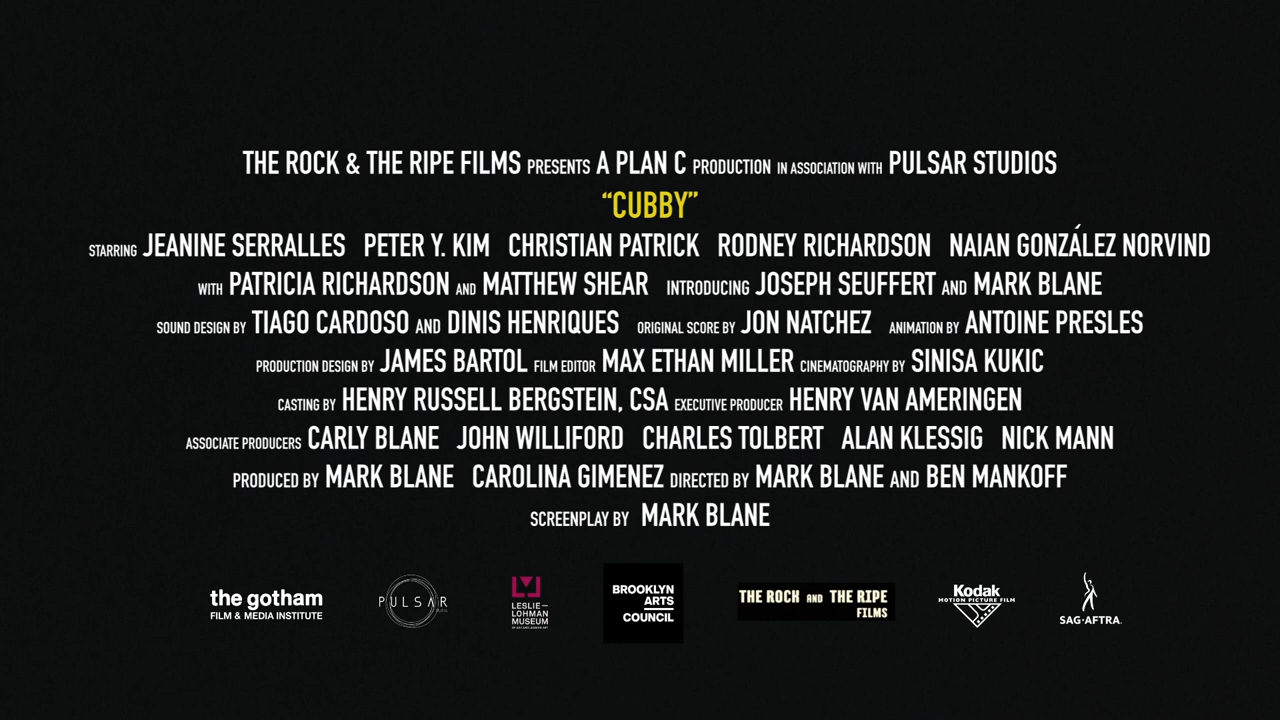 THE ROCK & THE RIPE FILMS PRESENTS A PLAN C PRODUCTION IN ASSOCIATION WITH PULSAR STUDIOS
“CUBBY”
STARRING JEANINE SERRALLES PETER Y. KIM CHRISTIAN PATRICK RODNEY RICHARDSON NAIAN GONZÁLEZ NORVIND
WITH PATRICIA RICHARDSON AND MATTHEW SHEAR INTRODUCING JOSEPH SEUFFERT AND MARK BLANE
SOUND DESIGN BY TIAGO CARDOSO AND DINIS HENRIQUES ORIGINAL SCORE BY JON NATCHEZ ANIMATION BY ANTOINE PRESLES
PRODUCTION DESIGN BY JAMES BARTOL FILM EDITOR MAX ETHAN MILLER CINEMATOGRAPHY BY SINISA KUKIC
CASTING BY HENRY RUSSELL BERGSTEIN, CSA EXECUTIVE PRODUCER HENRY VAN AMERINGEN
ASSOCIATE PRODUCERS CARLY BLANE JOHN WILLIFORD CHARLES TOLBERT ALAN KLESSIG NICK MANN
PRODUCED BY MARK BLANE CAROLINA GIMENEZ DIRECTED BY MARK BLANE AND BEN MANKOFF
SCREENPLAY BY MARK BLANE
the gotham
FILM & MEDIA INSTITUTE
PULSAR
LESLIE—
LOHMAN
MUSEUM
BROOKLYN
ARTS
COUNCIL
THE ROCK AND THE RIPE
FILMS
Kodak
MOTION PICTURE FILM
SAG·AFTRA.